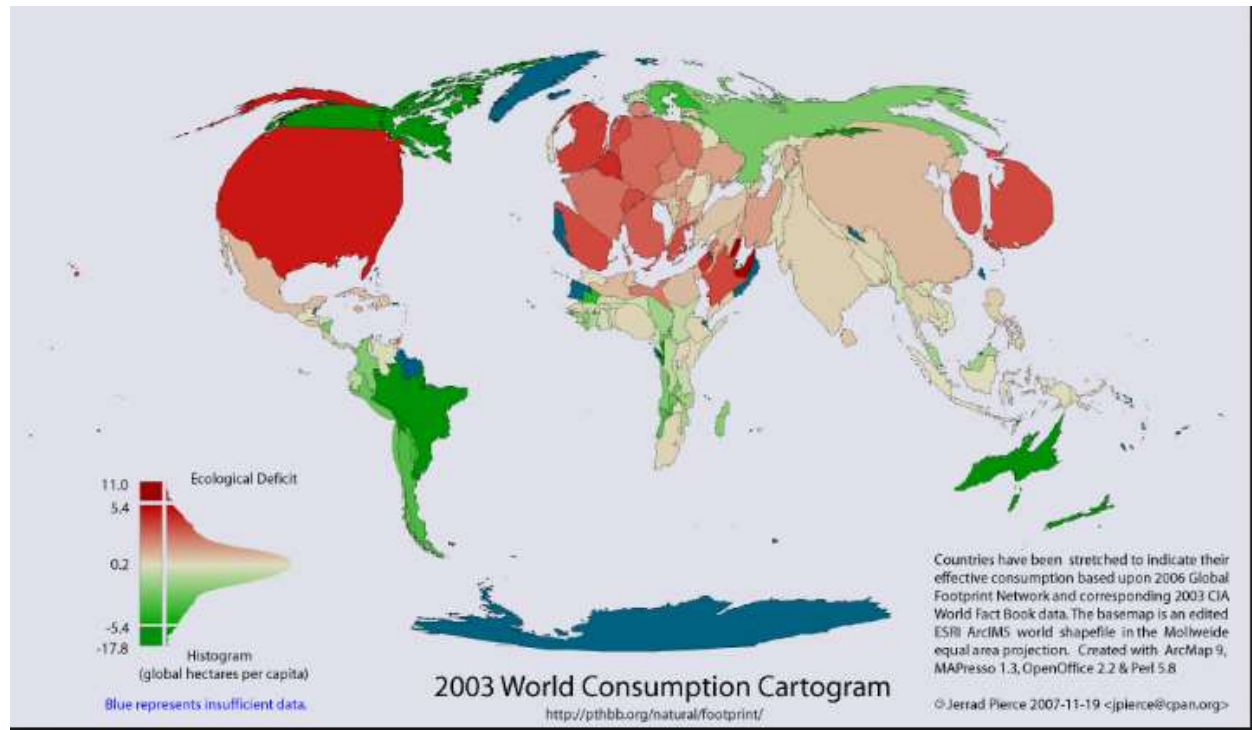 Ecological Deficit
11.0
5.4
0.2
-5.4
-17.8
Histogram
(global hectares per capita)
Blue represents insufficient data.
2003 World Consumption Cartogram
http://pthbb.org/natural/footprint/
Countries have been stretched to indicate their
effective consumption based upon 2006 Global
Footprint Network and corresponding 2003 CIA
World Fact Book data. The basemap is an edited
ESRI ArcIMS world shapefile in the Mollweide
equal area projection. Created with ArcMap 9,
MAPresso 1.3, OpenOffice 2.2 & Perl 5.8
© Jerrad Pierce 2007-11-19 <jpierce@cpan.org>